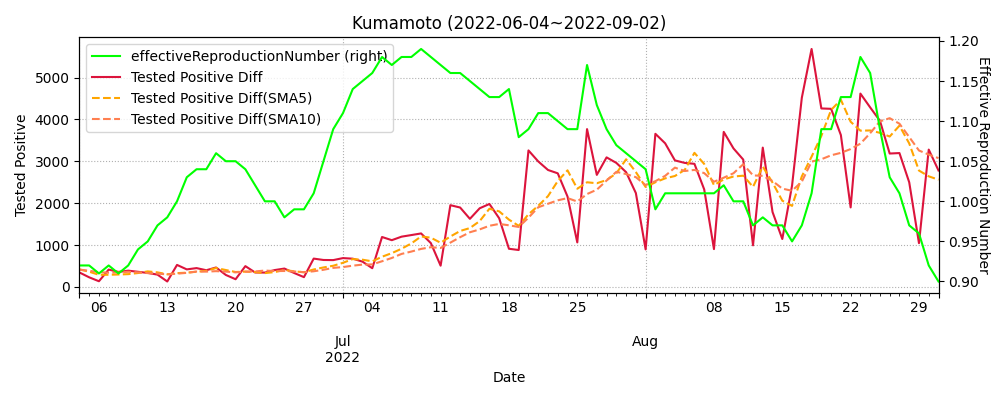 Kumamoto (2022-06-04~2022-09-02)
effectiveReproductionNumber (right)
Tested Positive Diff
Tested Positive Diff(SMA5)
Tested Positive Diff(SMA10)
Tested Positive
5000
4000
3000
2000
1000
0
1.20
1.15
1.10
1.05
1.00
0.95
0.90
Effective Reproduction Number
06 13 20 27 04 11 18 25 08 15 22 29
Jul Aug
2022
Date